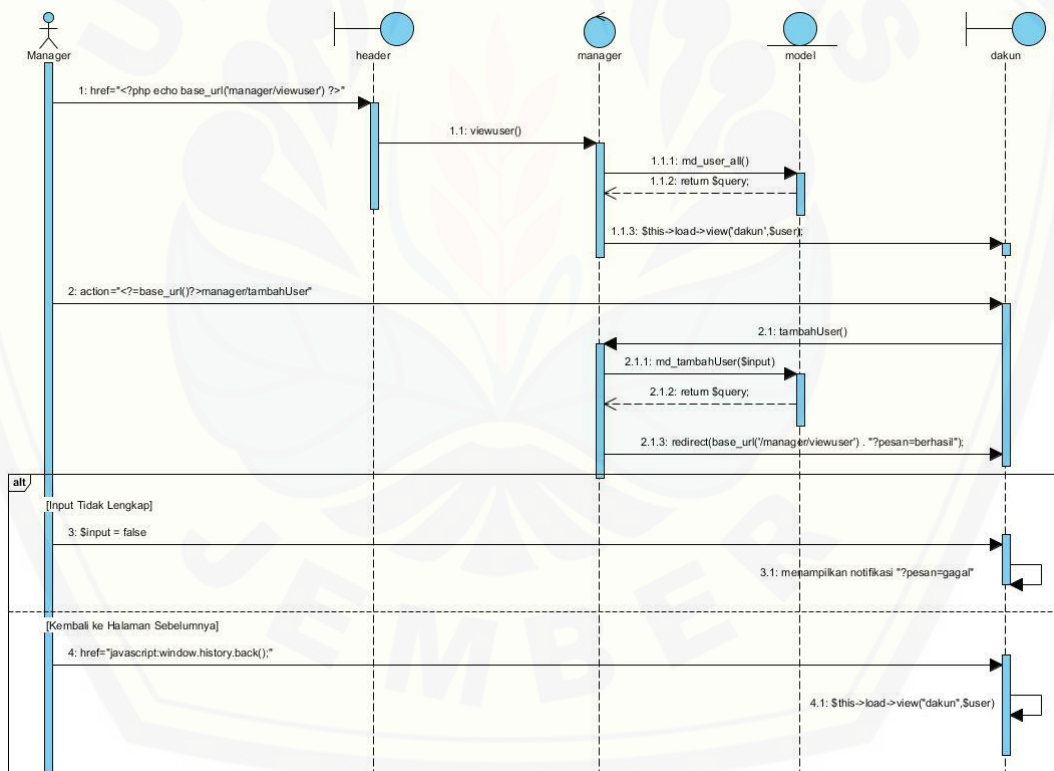 Manager
header
manager
model
dakun
1: href="<?php echo base_url('manager/viewuser') ?>"
1.1: viewuser()
1.1.1: md_user_all()
1.1.2: return $query;
1.1.3: $this->load->view('dakun',$user);
2: action="<?=base_url()?>manager/tambahUser"
2.1: tambahUser()
2.1.1: md_tambahUser($input)
2.1.2: return $query;
2.1.3: redirect(base_url('/manager/viewuser') . "?pesan=berhasil");
alt
[Input Tidak Lengkap]
3: $input = false
3.1: menampilkan notifikasi "?pesan=gagal"
[Kembali ke Halaman Sebelumnya]
4: href="javascript:window.history.back();"
4.1: $this->load->view("dakun",$user)
JEMBER